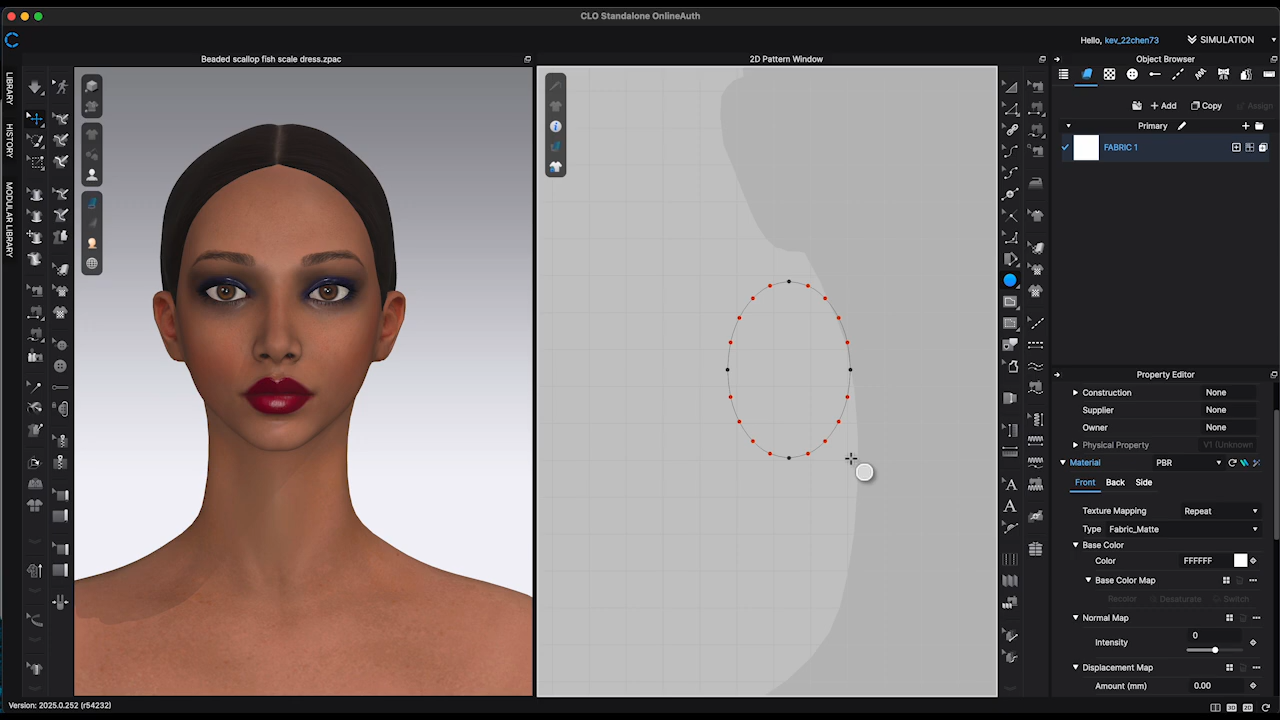 CLO Standalone OnlineAuth
Hello, kev_22chen73
SIMULATION
LIBRARY
HISTORY
MODULAR LIBRARY
Beaded scallop fish scale dress.zpac
2D Pattern Window
Object Browser
+ Add
Copy
Assign
Primary
FABRIC 1
Property Editor
Construction None
Supplier None
Owner None
Physical Property V1 (Unknown
Material PBR
Front Back Side
Texture Mapping Repeat
Type Fabric_Matte
Base Color
Color FFFFFF
Base Color Map
Recolor Desaturate Switch
Normal Map
Intensity 0
Displacement Map
Amount (mm) 0.00
Version: 2025.0.252 (r54232)
3D 2D